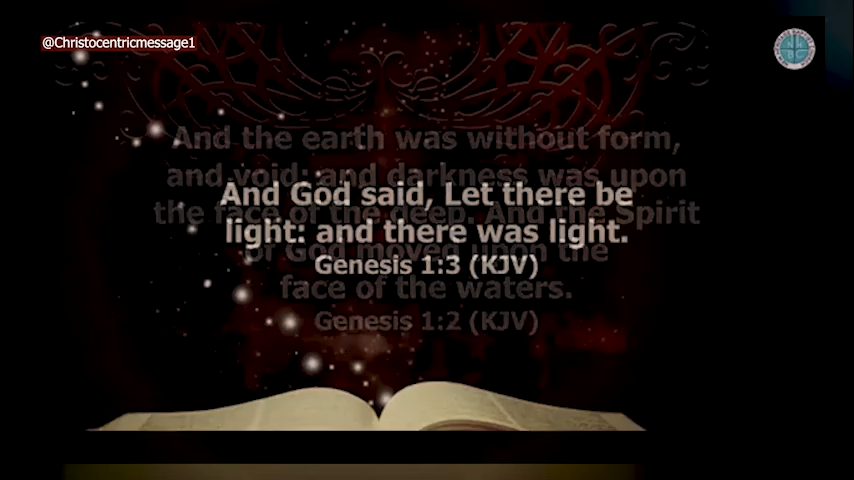 @Christocentricmessage1
And the earth was without form,
and void; and darkness was upon
the face of the deep. And the Spirit
of God moved upon the
face of the waters.
Genesis 1:2 (KJV)
And God said, Let there be
light: and there was light.
Genesis 1:3 (KJV)